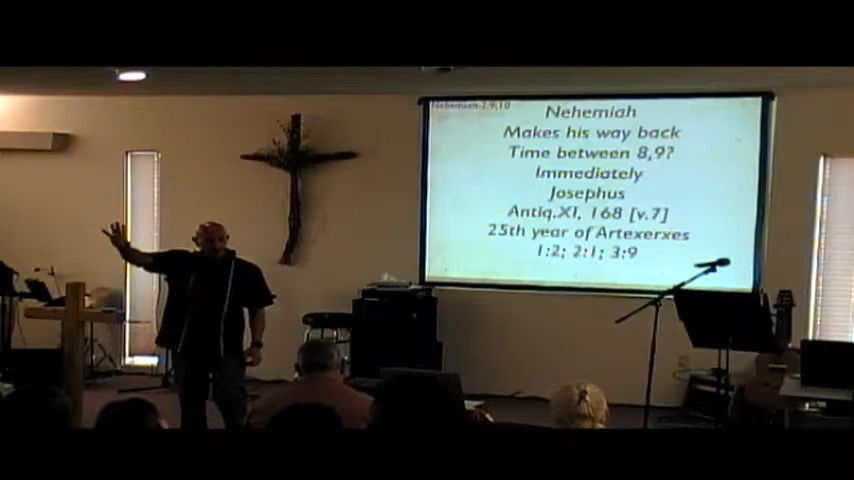 Nehemiah 2:9,10
Nehemiah
Makes his way back
Time between 8,9?
Immediately
Josephus
Antiq.XI, 168 [v.7]
25th year of Artexerxes
1:2; 2:1; 3:9